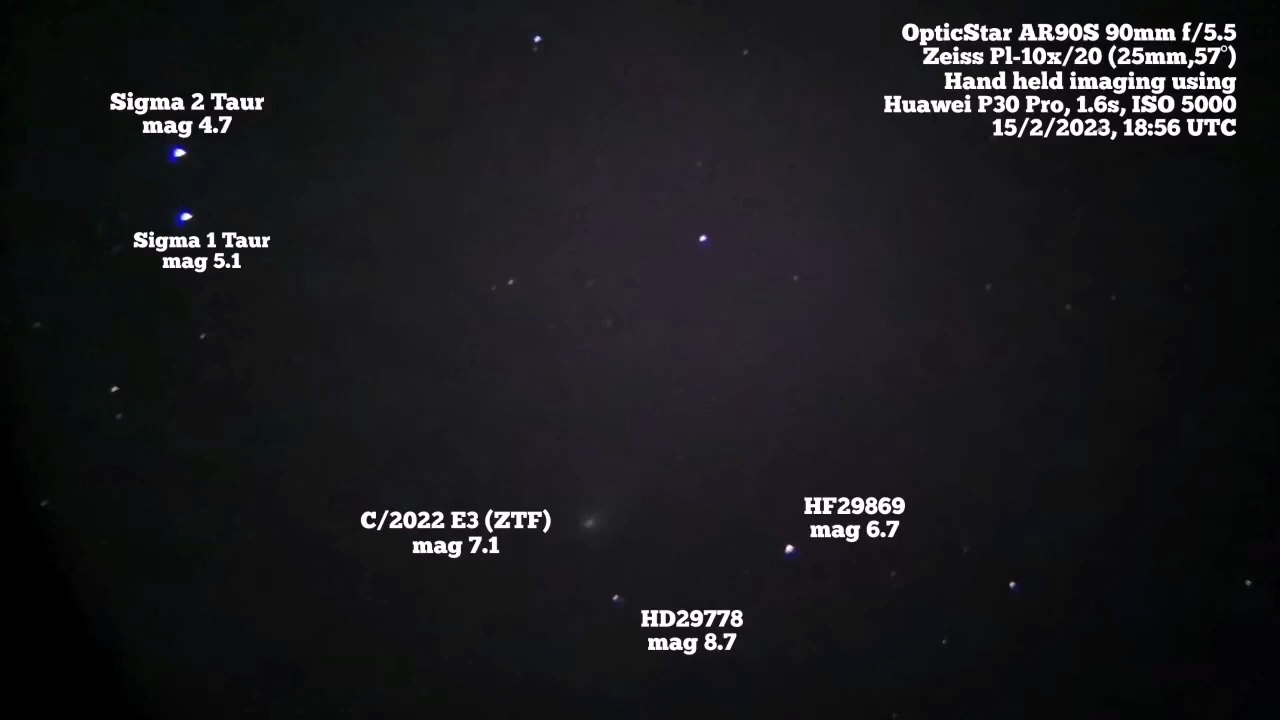 OpticStar AR90S 90mm f/5.5
Zeiss Pl-10x/20 (25mm,57°)
Hand held imaging using
Huawei P30 Pro, 1.6s, ISO 5000
15/2/2023, 18:56 UTC
Sigma 2 Taur
mag 4.7
Sigma 1 Taur
mag 5.1
C/2022 E3 (ZTF)
mag 7.1
HF29869
mag 6.7
HD29778
mag 8.7